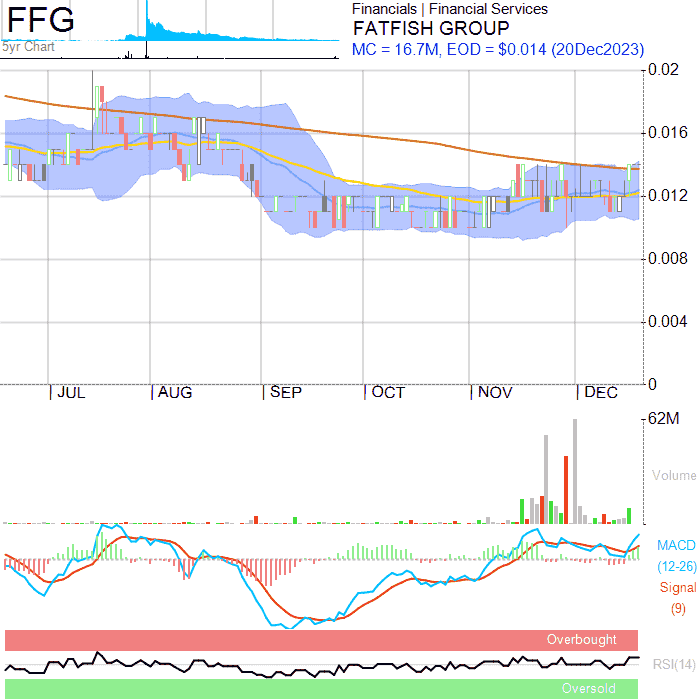 FFG
5yr Chart
Financials | Financial Services
FATFISH GROUP
MC = 16.7M, EOD = $0.014 (20Dec2023)
0.02
0.016
0.012
0.008
0.004
0
JUL AUG SEP OCT NOV DEC
62M
Volume
MACD
(12-26)
Signal
(9)
Overbought
RSI(14)
Oversold